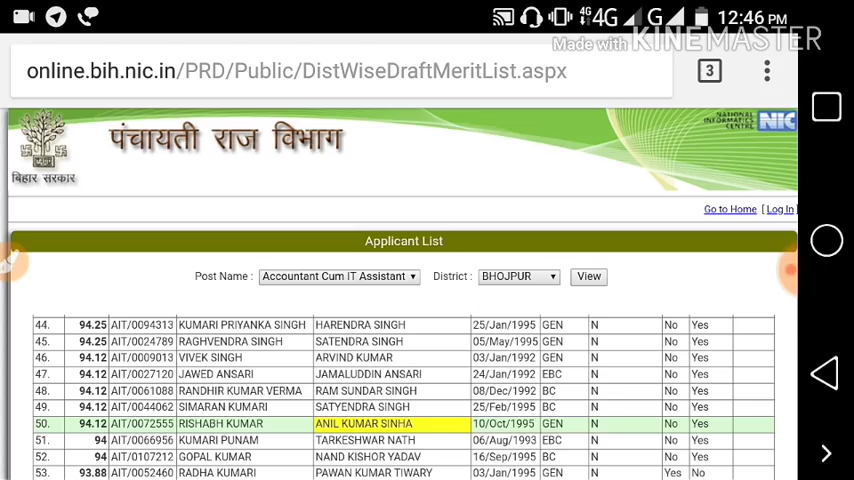 4G 4G G 12:46 PM
Made with KINEMASTER
online.bih.nic.in/PRD/Public/DistWiseDraftMeritList.aspx 3
पंचायती राज विभाग
NATIONAL INFORMATICS CENTRE NIC
बिहार सरकार
Go to Home [ Log In
Applicant List
Post Name : Accountant Cum IT Assistant District : BHOJPUR View
44. 94.25 AIT/0094313 KUMARI PRIYANKA SINGH HARENDRA SINGH 25/Jan/1995 GEN N No Yes
45. 94.25 AIT/0024789 RAGHVENDRA SINGH SATENDRA SINGH 05/May/1995 GEN N No Yes
46. 94.12 AIT/0009013 VIVEK SINGH ARVIND KUMAR 03/Jan/1992 GEN N No Yes
47. 94.12 AIT/0027120 JAWED ANSARI JAMALUDDIN ANSARI 24/Jan/1992 EBC N No Yes
48. 94.12 AIT/0061088 RANDHIR KUMAR VERMA RAM SUNDAR SINGH 08/Dec/1992 BC N No Yes
49. 94.12 AIT/0044062 SIMARAN KUMARI SATYENDRA SINGH 25/Feb/1995 BC N No Yes
50. 94.12 AIT/0072555 RISHABH KUMAR ANIL KUMAR SINHA 10/Oct/1995 GEN N No Yes
51. 94 AIT/0066956 KUMARI PUNAM TARKESHWAR NATH 06/Aug/1993 EBC N No Yes
52. 94 AIT/0107212 GOPAL KUMAR NAND KISHOR YADAV 16/Sep/1995 BC N No Yes
53. 93.88 AIT/0052460 RADHA KUMARI PAWAN KUMAR TIWARY 03/Jan/1995 GEN N Yes No